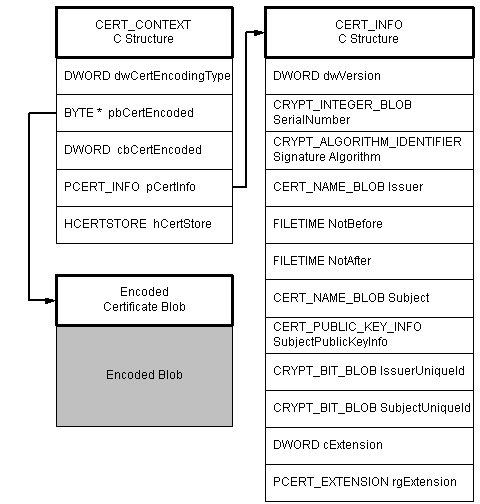 CERT_CONTEXT
C Structure
DWORD dwCertEncodingType
BYTE * pbCertEncoded
DWORD cbCertEncoded
PCERT_INFO pCertInfo
HCERTSTORE hCertStore
Encoded
Certificate Blob
Encoded Blob
CERT_INFO
C Structure
DWORD dwVersion
CRYPT_INTEGER_BLOB
SerialNumber
CRYPT_ALGORITHM_IDENTIFIER
Signature Algorithm
CERT_NAME_BLOB Issuer
FILETIME NotBefore
FILETIME NotAfter
CERT_NAME_BLOB Subject
CERT_PUBLIC_KEY_INFO
SubjectPublicKeyInfo
CRYPT_BIT_BLOB IssuerUniqueId
CRYPT_BIT_BLOB SubjectUniqueId
DWORD cExtension
PCERT_EXTENSION rgExtension